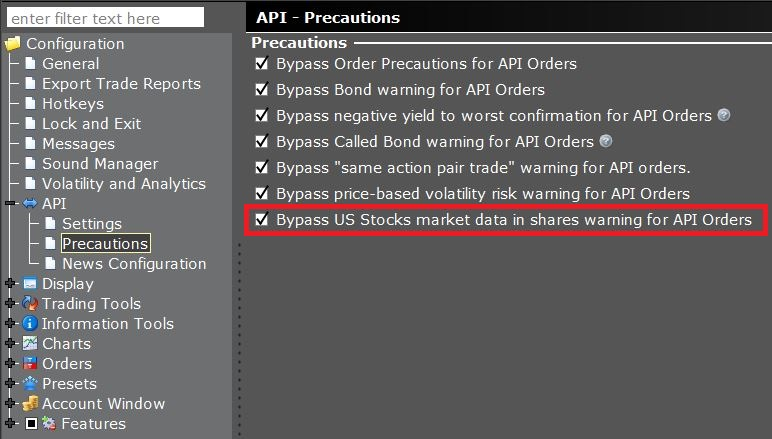 enter filter text here
Configuration
General
Export Trade Reports
Hotkeys
Lock and Exit
Messages
Sound Manager
Volatility and Analytics
API
Settings
Precautions
News Configuration
Display
Trading Tools
Information Tools
Charts
Orders
Presets
Account Window
Features
API - Precautions
Precautions
Bypass Order Precautions for API Orders
Bypass Bond warning for API Orders
Bypass negative yield to worst confirmation for API Orders ?
Bypass Called Bond warning for API Orders ?
Bypass "same action pair trade" warning for API orders.
Bypass price-based volatility risk warning for API Orders
Bypass US Stocks market data in shares warning for API Orders